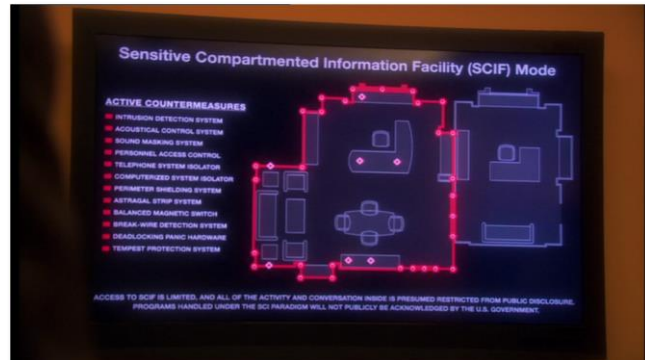 Sensitive Compartmented Information Facility (SCIF) Mode
ACTIVE COUNTERMEASURES
INTRUSION DETECTION SYSTEM
ACOUSTICAL CONTROL SYSTEM
SOUND MASKING SYSTEM
PERSONNEL ACCESS CONTROL
TELEPHONE SYSTEM ISOLATOR
COMPUTERIZED SYSTEM ISOLATOR
PERIMETER SHIELDING SYSTEM
ASTRAGAL STRIP SYSTEM
BALANCED MAGNETIC SWITCH
BREAK-WIRE DETECTION SYSTEM
DEADLOCKING PANIC HARDWARE
TEMPEST PROTECTION SYSTEM
ACCESS TO SCIF IS LIMITED, AND ALL OF THE ACTIVITY AND CONVERSATION INSIDE IS PRESUMED RESTRICTED FROM PUBLIC DISCLOSURE.
PROGRAMS HANDLED UNDER THE SCI PARADIGM WILL NOT PUBLICLY BE ACKNOWLEDGED BY THE U.S. GOVERNMENT.